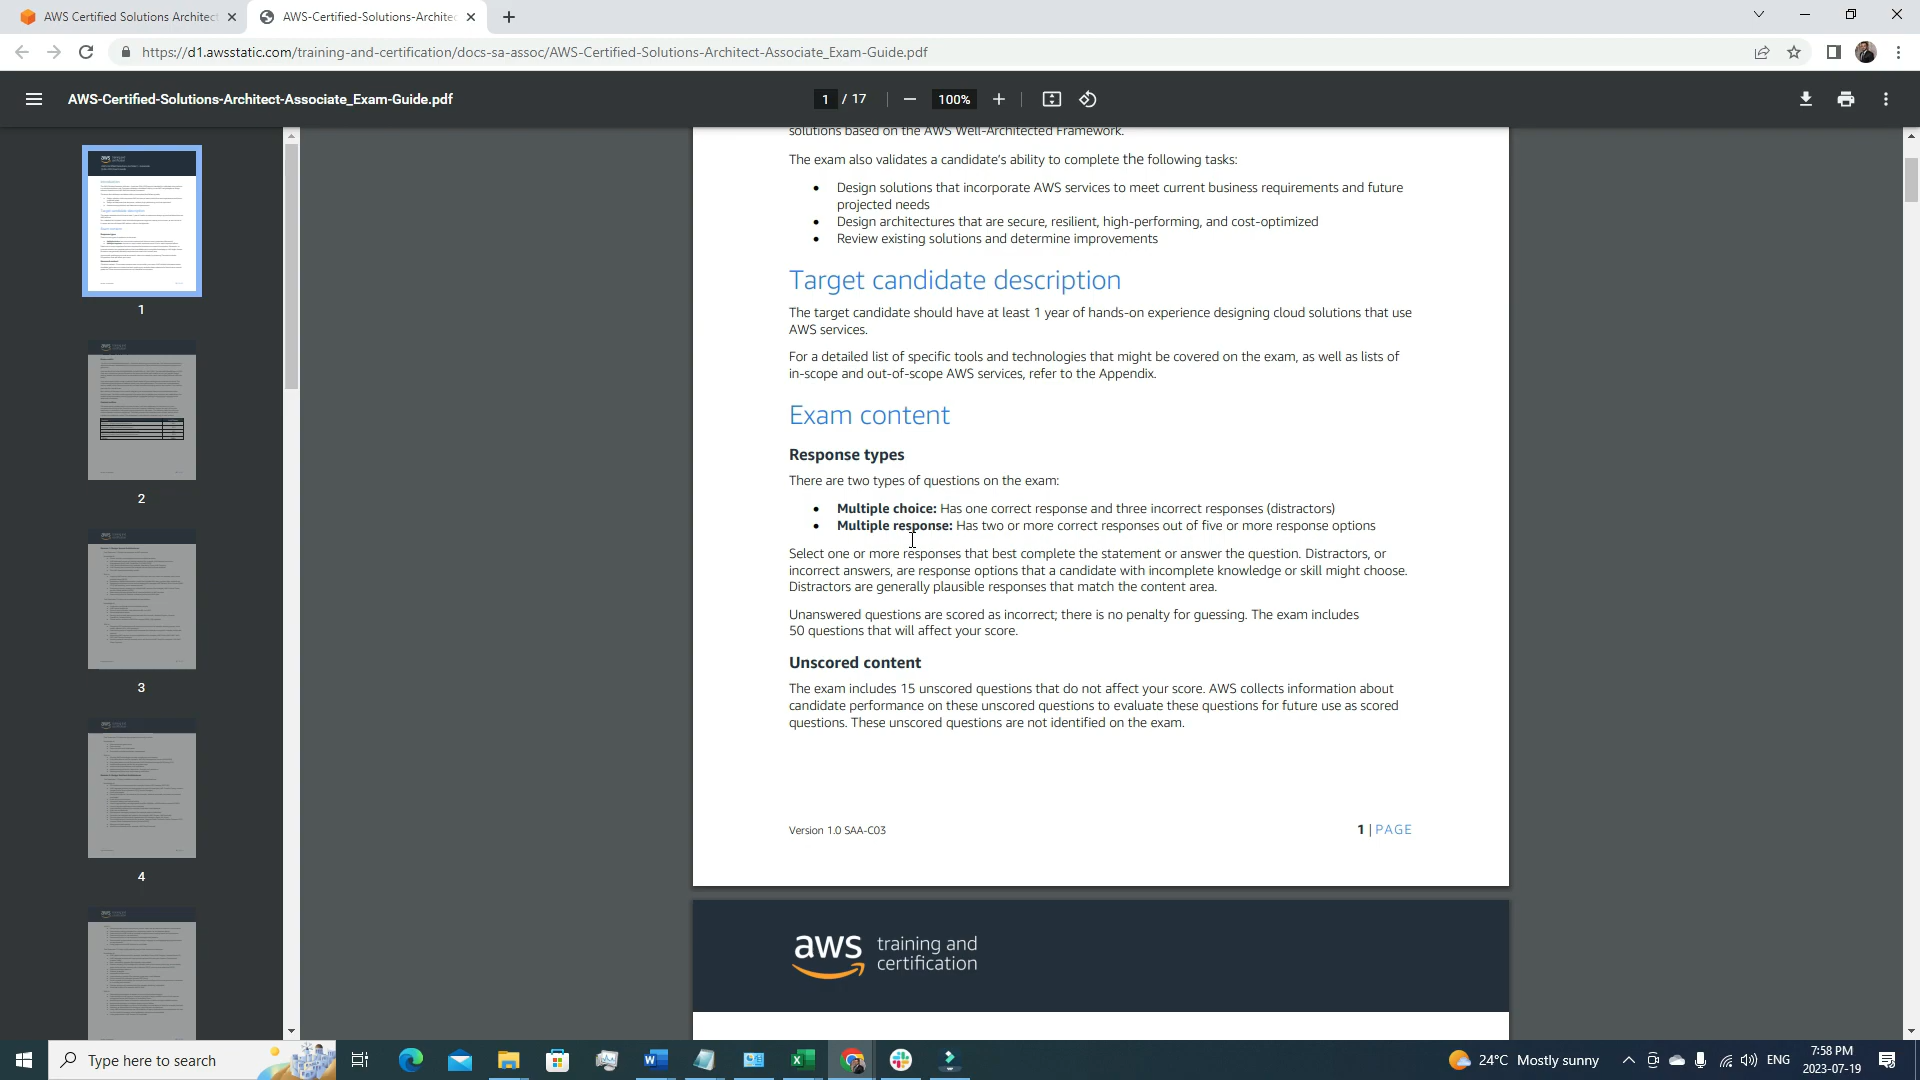 AWS Certified Solutions Architect
AWS-Certified-Solutions-Architec
https://d1.awsstatic.com/training-and-certification/docs-sa-assoc/AWS-Certified-Solutions-Architect-Associate_Exam-Guide.pdf
AWS-Certified-Solutions-Architect-Associate_Exam-Guide.pdf
1 / 17
100%
1
2
3
4
solutions based on the AWS Well-Architected Framework.
The exam also validates a candidate's ability to complete the following tasks:
• Design solutions that incorporate AWS services to meet current business requirements and future
projected needs
• Design architectures that are secure, resilient, high-performing, and cost-optimized
• Review existing solutions and determine improvements
Target candidate description
The target candidate should have at least 1 year of hands-on experience designing cloud solutions that use
AWS services.
For a detailed list of specific tools and technologies that might be covered on the exam, as well as lists of
in-scope and out-of-scope AWS services, refer to the Appendix.
Exam content
Response types
There are two types of questions on the exam:
• Multiple choice: Has one correct response and three incorrect responses (distractors)
• Multiple response: Has two or more correct responses out of five or more response options
Select one or more responses that best complete the statement or answer the question. Distractors, or
incorrect answers, are response options that a candidate with incomplete knowledge or skill might choose.
Distractors are generally plausible responses that match the content area.
Unanswered questions are scored as incorrect; there is no penalty for guessing. The exam includes
50 questions that will affect your score.
Unscored content
The exam includes 15 unscored questions that do not affect your score. AWS collects information about
candidate performance on these unscored questions to evaluate these questions for future use as scored
questions. These unscored questions are not identified on the exam.
Version 1.0 SAA-C03
1 | PAGE
aws training and
certification
Type here to search
24°C Mostly sunny
ENG
7:58 PM
2023-07-19